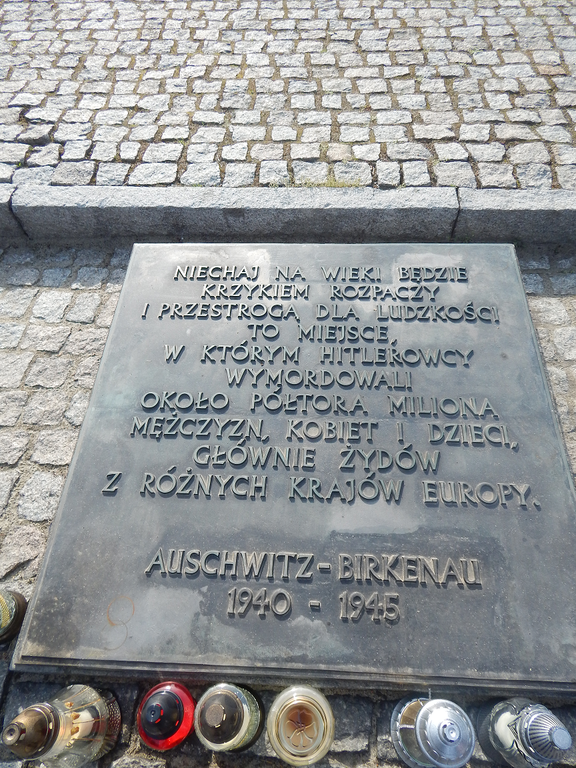 NIECHAJ NA WIEKI BĘDZIE
KRZYKIEM ROZPACZY
I PRZESTROGĄ DLA LUDZKOŚCI
TO MIEJSCE,
W KTÓRYM HITLEROWCY
WYMORDOWALI
OKOŁO PÓŁTORA MILIONA
MĘŻCZYZN, KOBIET I DZIECI,
GŁÓWNIE ŻYDÓW
Z RÓŻNYCH KRAJÓW EUROPY.
AUSCHWITZ - BIRKENAU
1940 - 1945